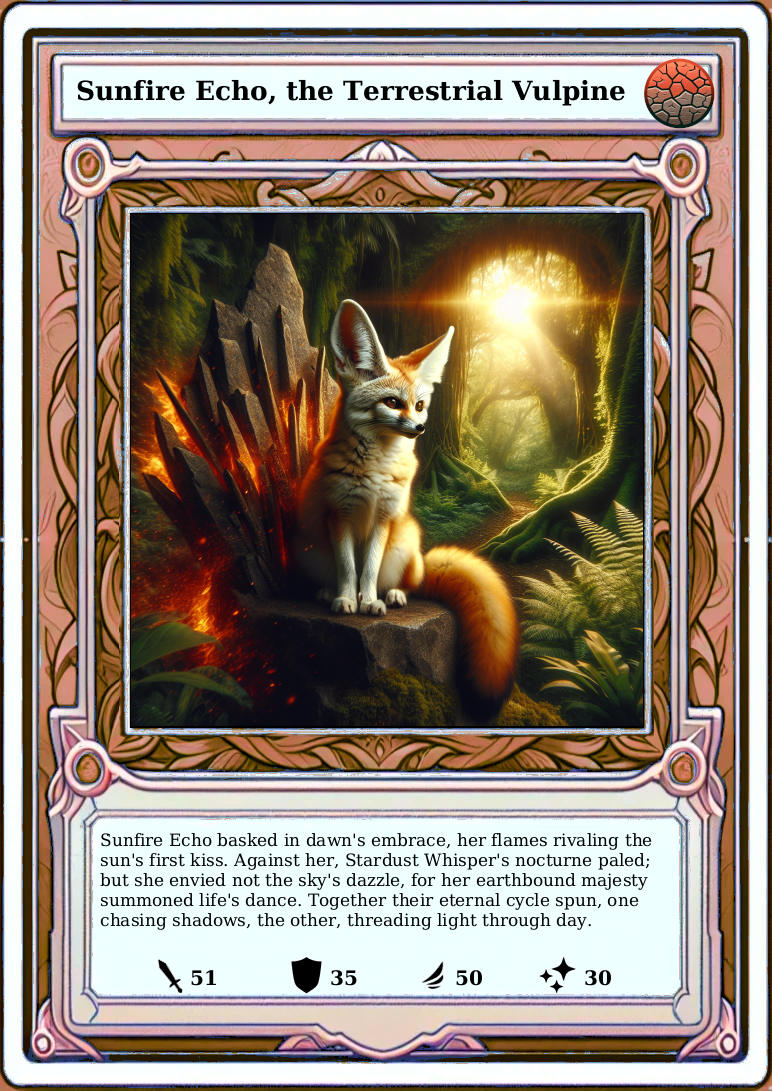 Sunfire Echo, the Terrestrial Vulpine
Sunfire Echo basked in dawn's embrace, her flames rivaling the
sun's first kiss. Against her, Stardust Whisper's nocturne paled;
but she envied not the sky's dazzle, for her earthbound majesty
summoned life's dance. Together their eternal cycle spun, one
chasing shadows, the other, threading light through day.
51 35 50 30